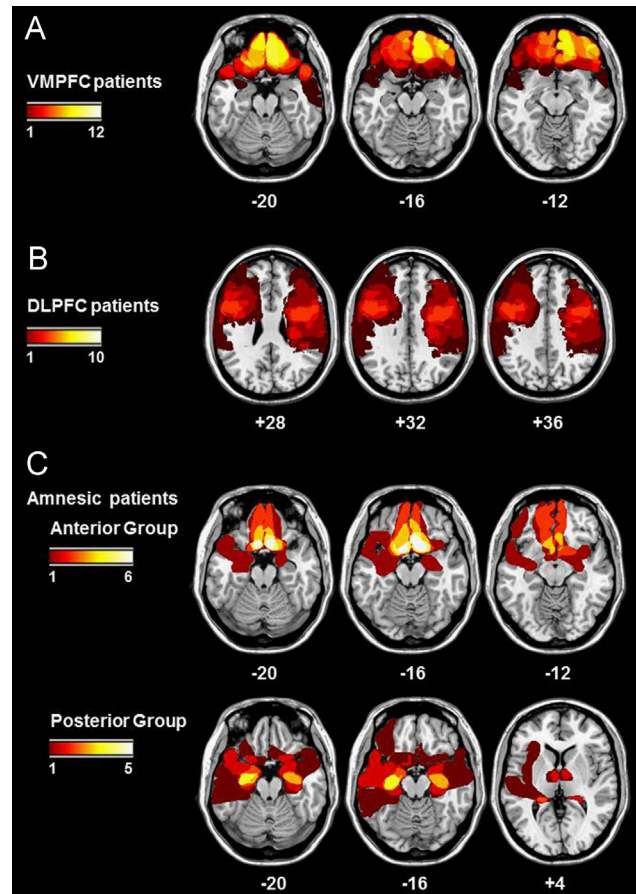 A
VMPFC patients
1 12
-20 -16 -12
B
DLPFC patients
1 10
+28 +32 +36
C
Amnesic patients
Anterior Group
1 6
-20 -16 -12
Posterior Group
1 5
-20 -16 +4